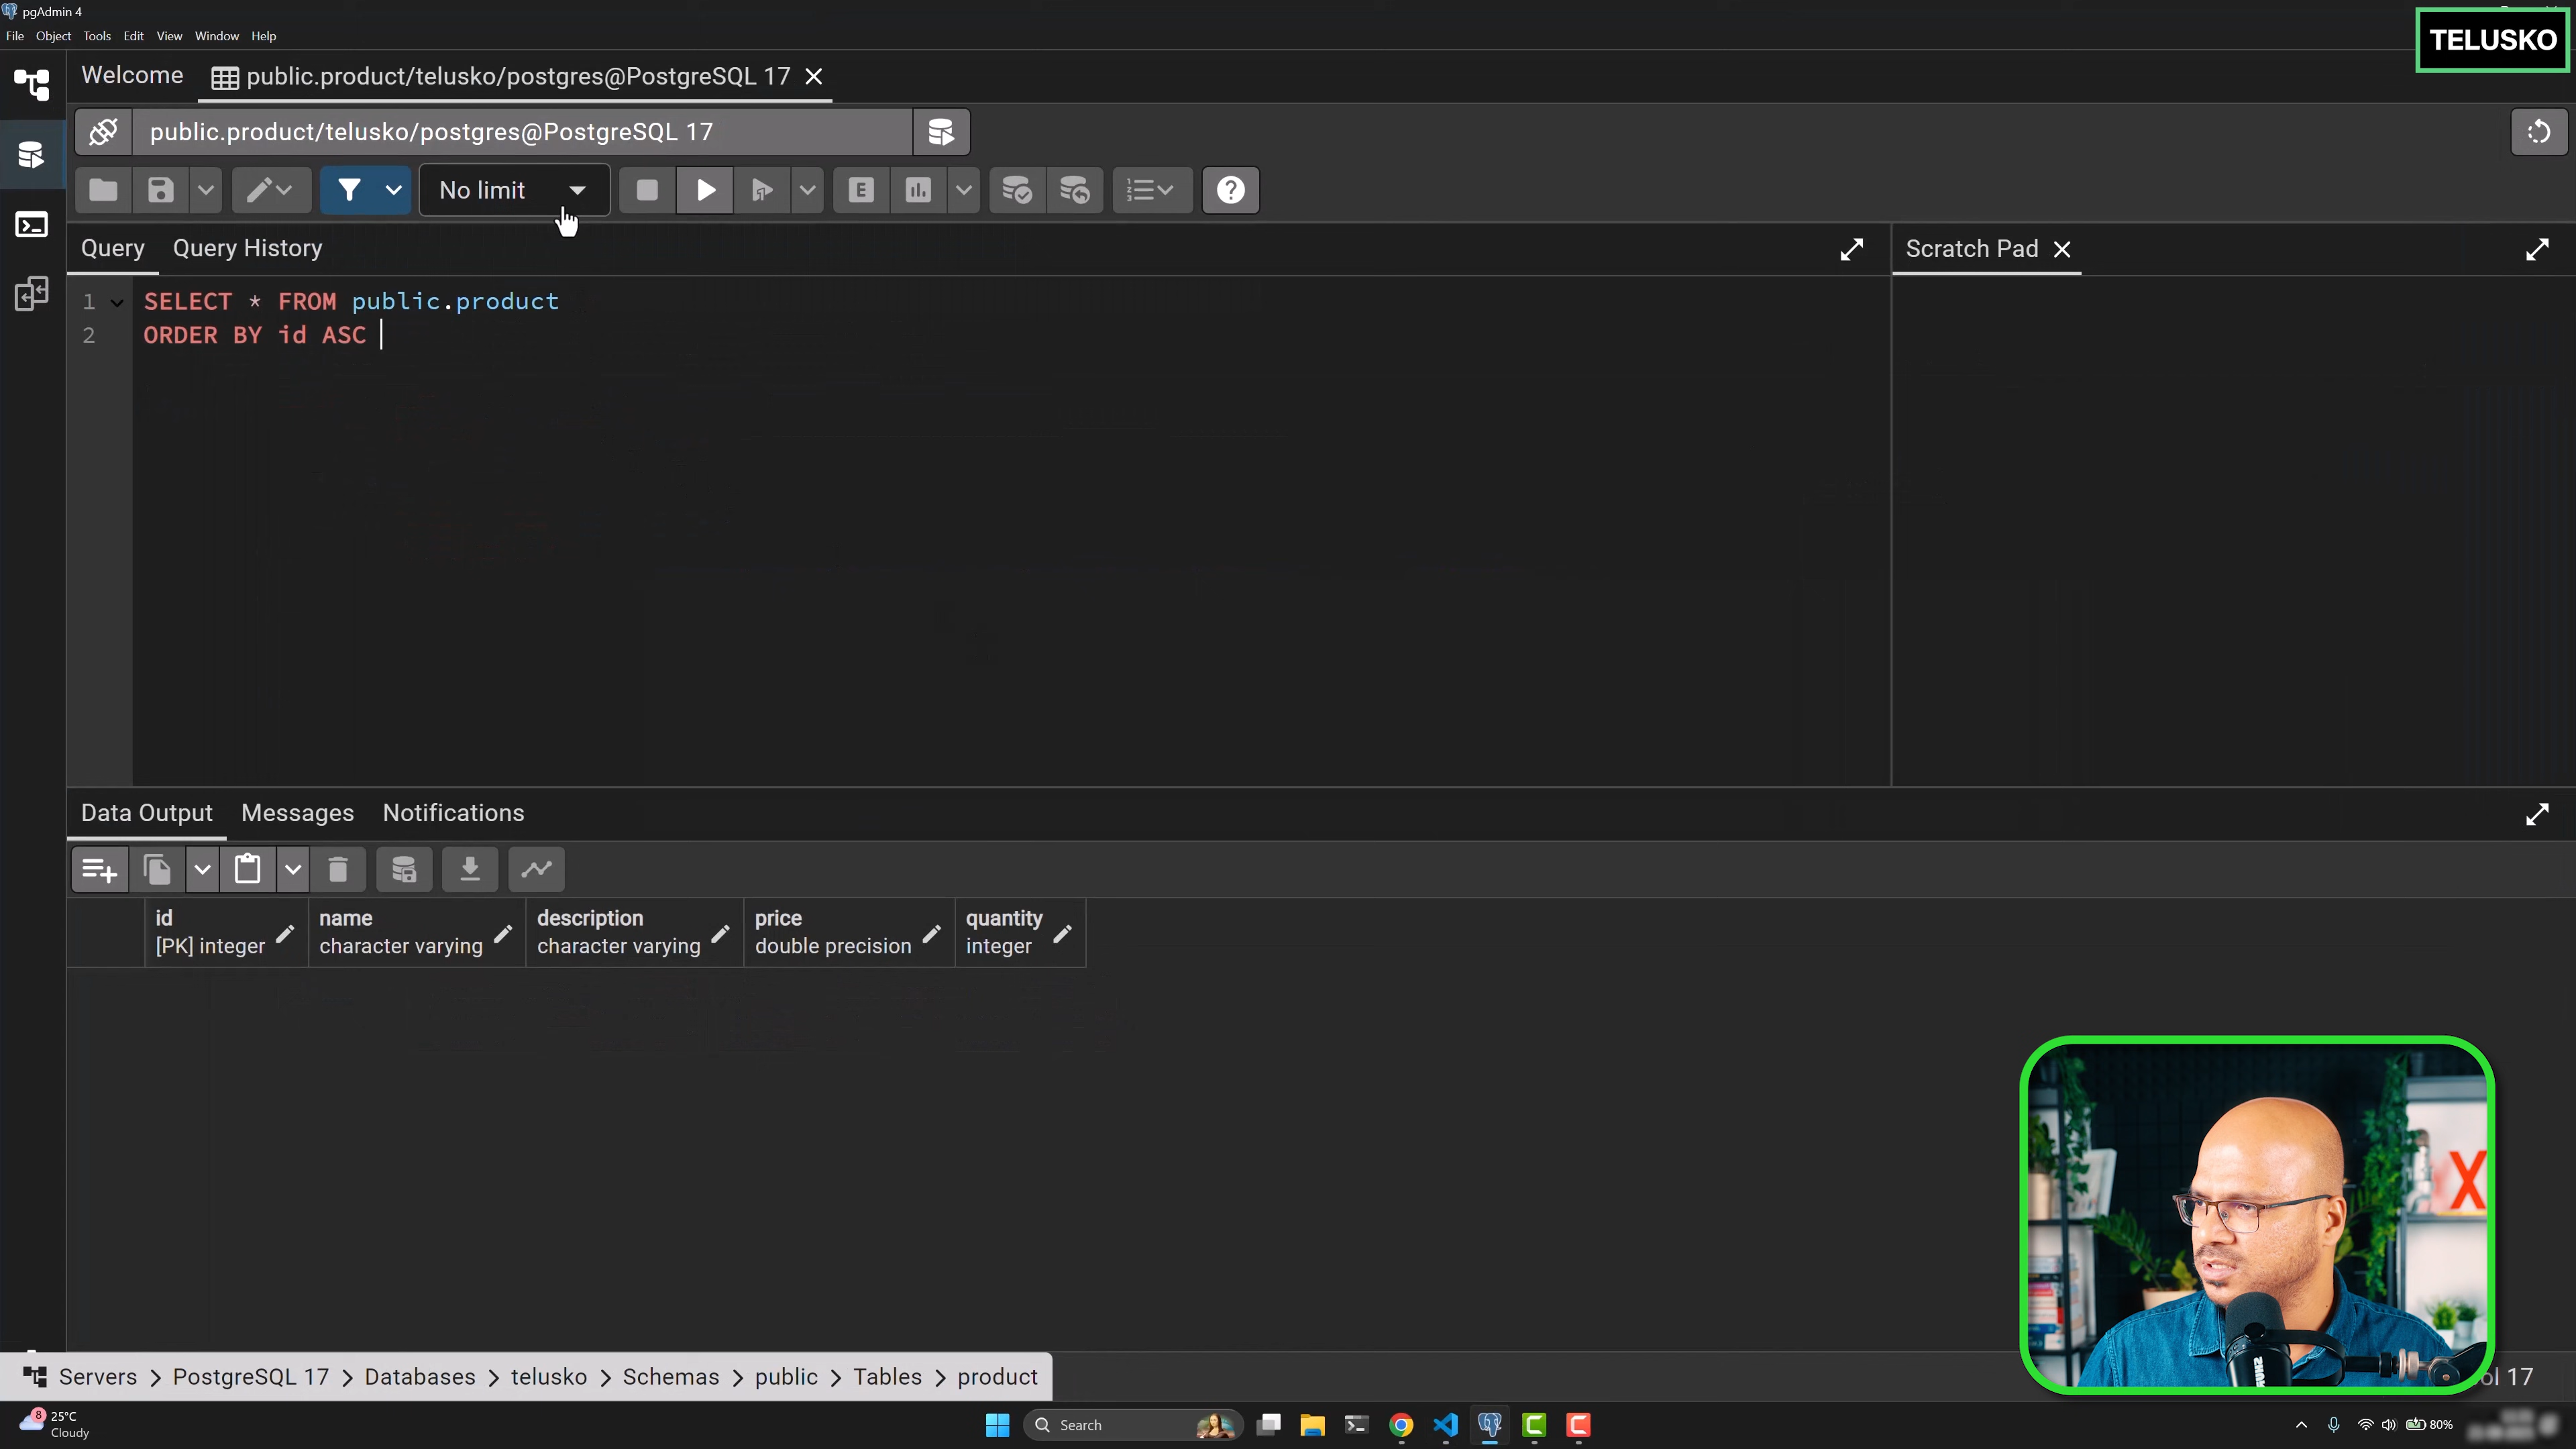 pgAdmin 4
File Object Tools Edit View Window Help
TELUSKO
Welcome public.product/telusko/postgres@PostgreSQL 17
public.product/telusko/postgres@PostgreSQL 17
No limit
Query Query History
Scratch Pad
1 SELECT * FROM public.product
2 ORDER BY id ASC
Data Output Messages Notifications
id name description price quantity
[PK] integer character varying character varying double precision integer
Servers > PostgreSQL 17 > Databases > telusko > Schemas > public > Tables > product
ol 17
8
25°C
Cloudy
Search
80%